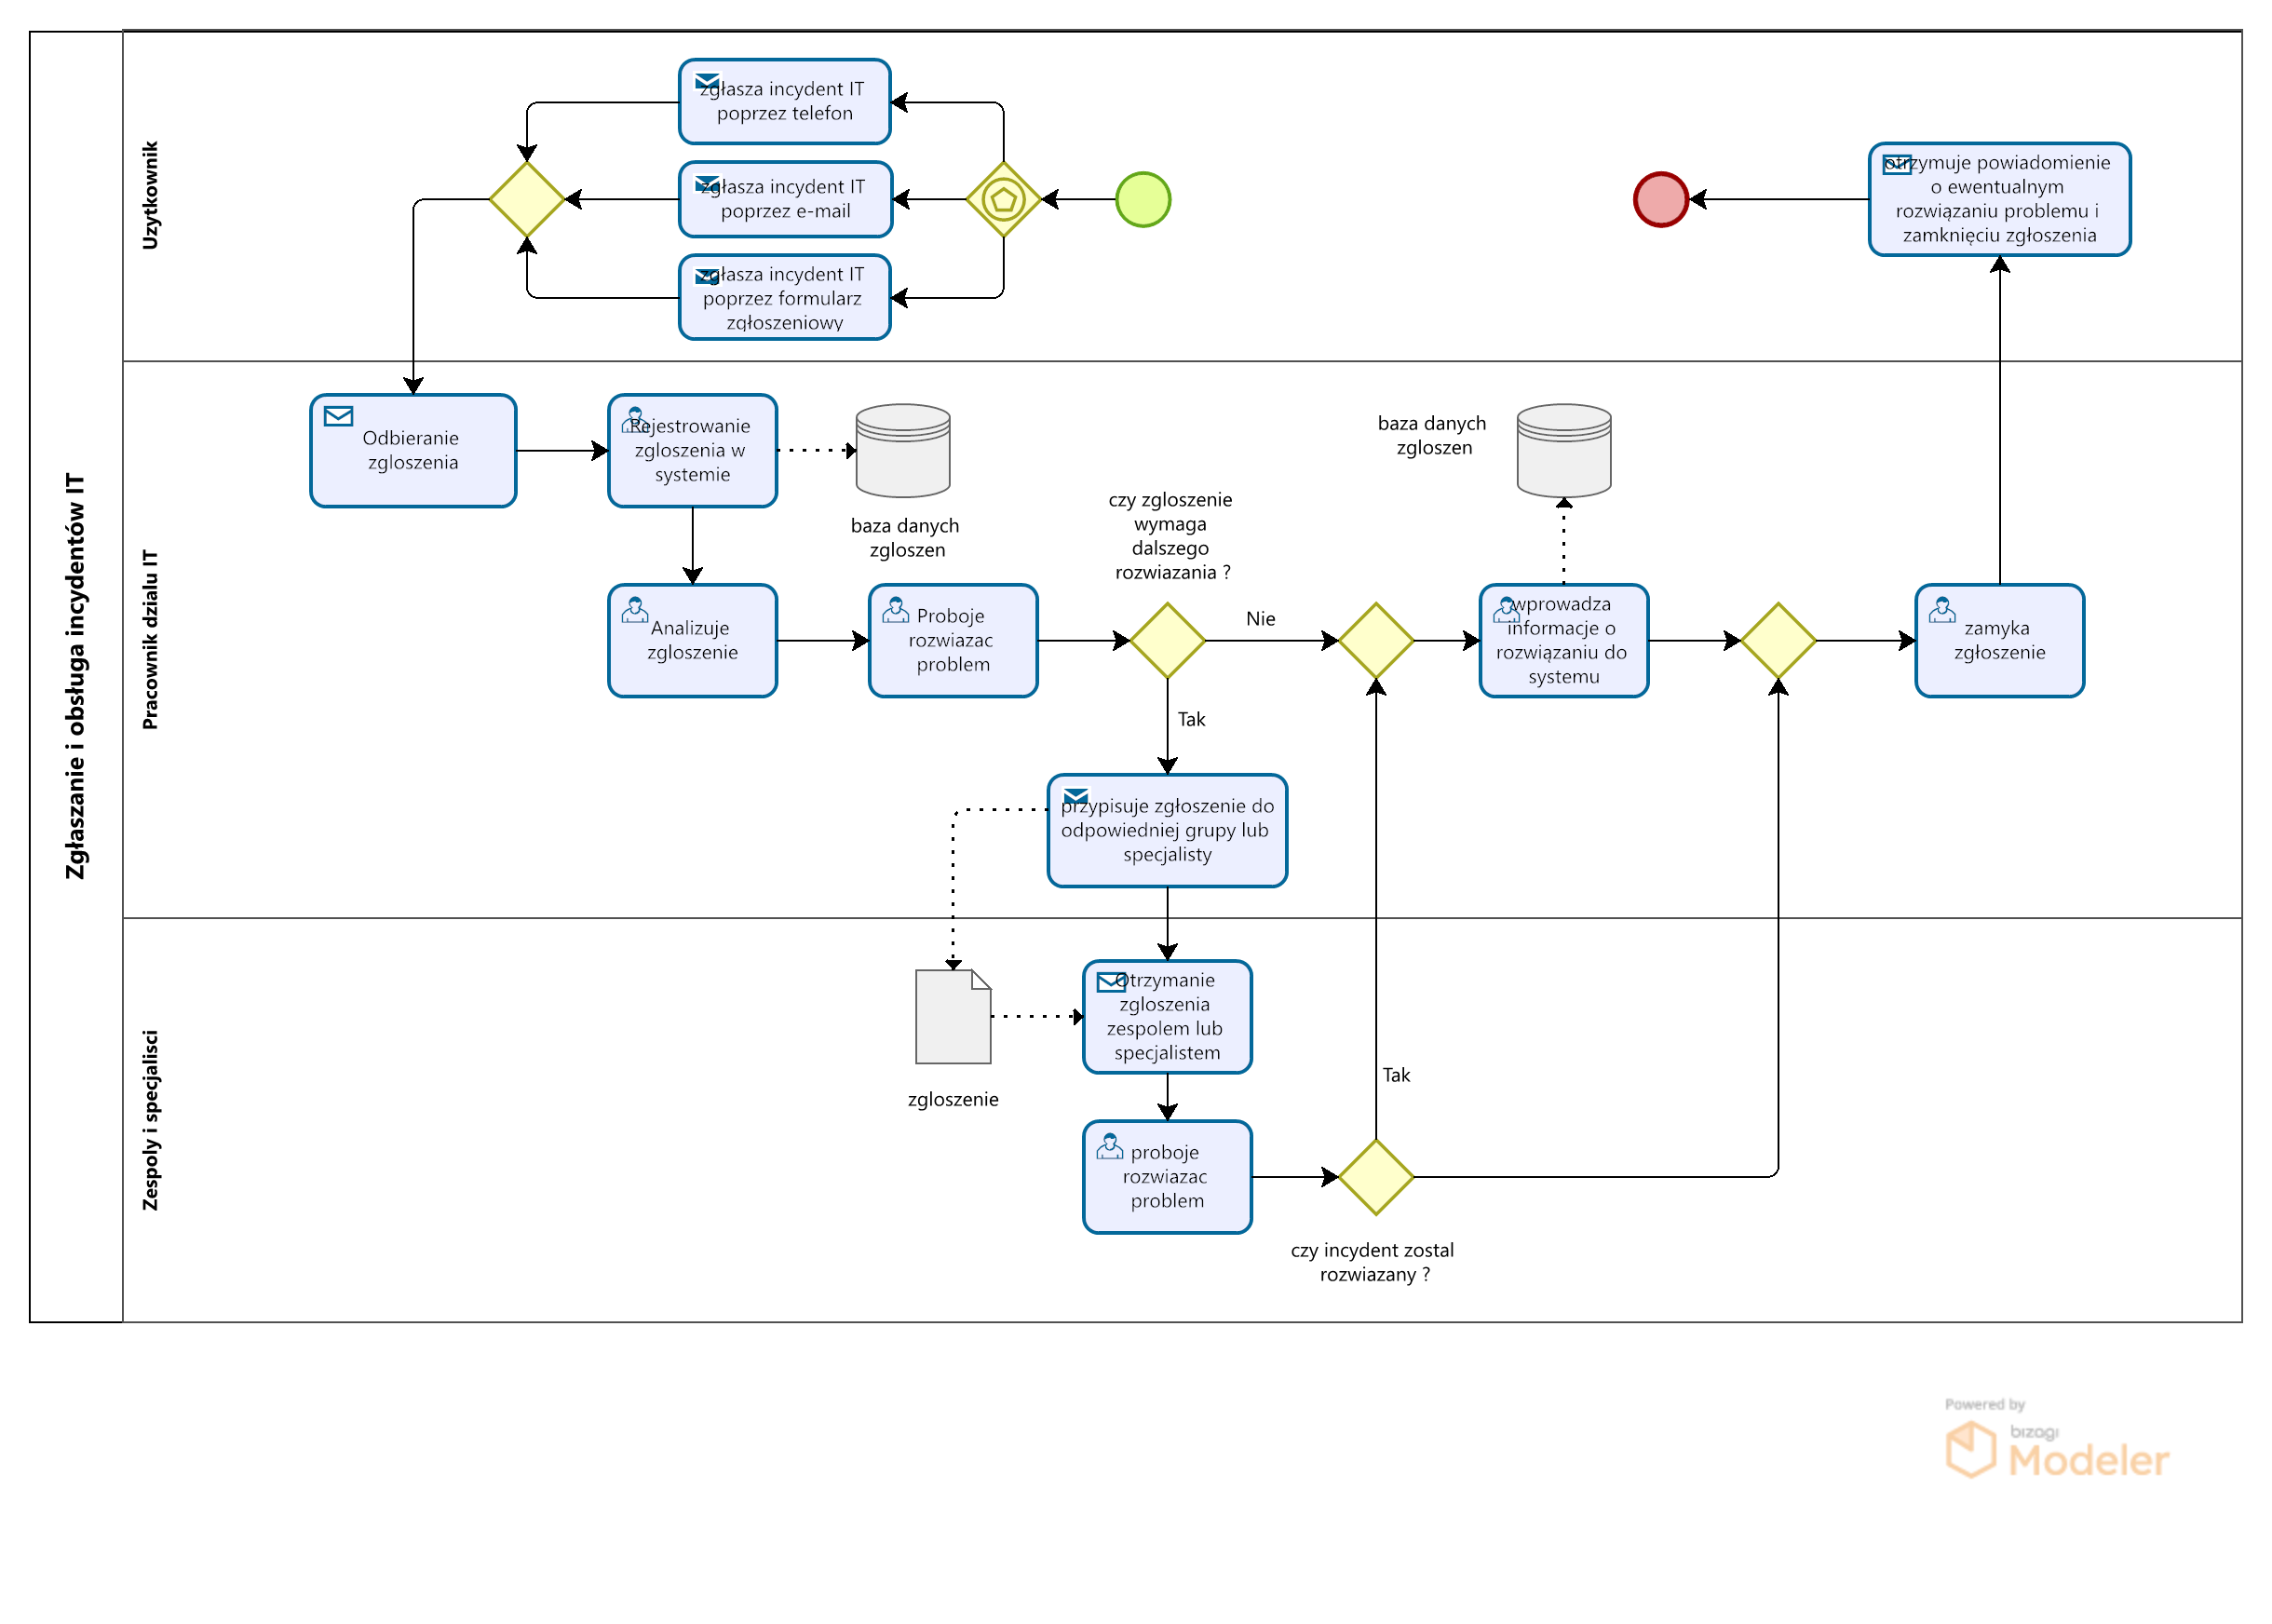 Zgłaszanie i obsługa incydentów IT
Uzytkownik
zgłasza incydent IT
poprzez telefon
zgłasza incydent IT
poprzez e-mail
zgłasza incydent IT
poprzez formularz
zgłoszeniowy
otrzymuje powiadomienie
o ewentualnym
rozwiązaniu problemu i
zamknięciu zgłoszenia
Pracownik dzialu IT
Odbieranie
zgloszenia
Rejestrowanie
zgloszenia w
systemie
baza danych
zgloszen
baza danych
zgloszen
czy zgloszenie
wymaga
dalszego
rozwiazania ?
Analizuje
zgloszenie
Proboje
rozwiazac
problem
Nie
Tak
wprowadza
informacje o
rozwiązaniu do
systemu
zamyka
zgłoszenie
przypisuje zgłoszenie do
odpowiedniej grupy lub
specjalisty
Zespoly i specjalisci
Otrzymanie
zgloszenia
zespolem lub
specjalistem
zgloszenie
Tak
proboje
rozwiazac
problem
czy incydent zostal
rozwiazany ?
Powered by
bizagi
Modeler